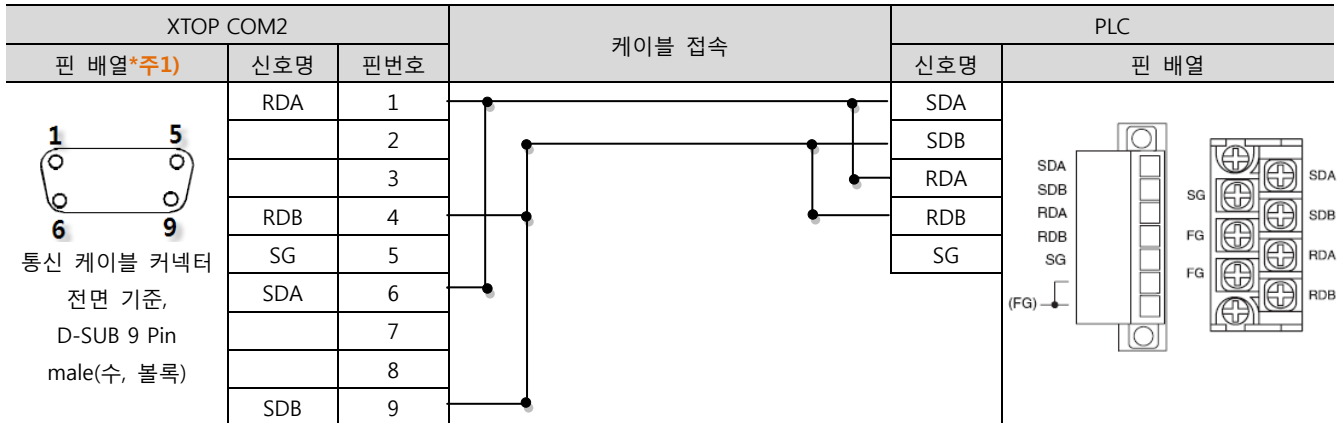 XTOP COM2 케이블 접속 PLC
핀 배열*주1) 신호명 핀번호 신호명 핀 배열
RDA 1 SDA
2 SDB
3 RDA
RDB 4 RDB
SG 5 SG
SDA 6
7
8
SDB 9
1 5
6 9
통신 케이블 커넥터
전면 기준,
D-SUB 9 Pin
male(수, 볼록)
SDA
SDB
RDA
RDB
SG
(FG)
SG
FG
FG
SDA
SDB
RDA
RDB